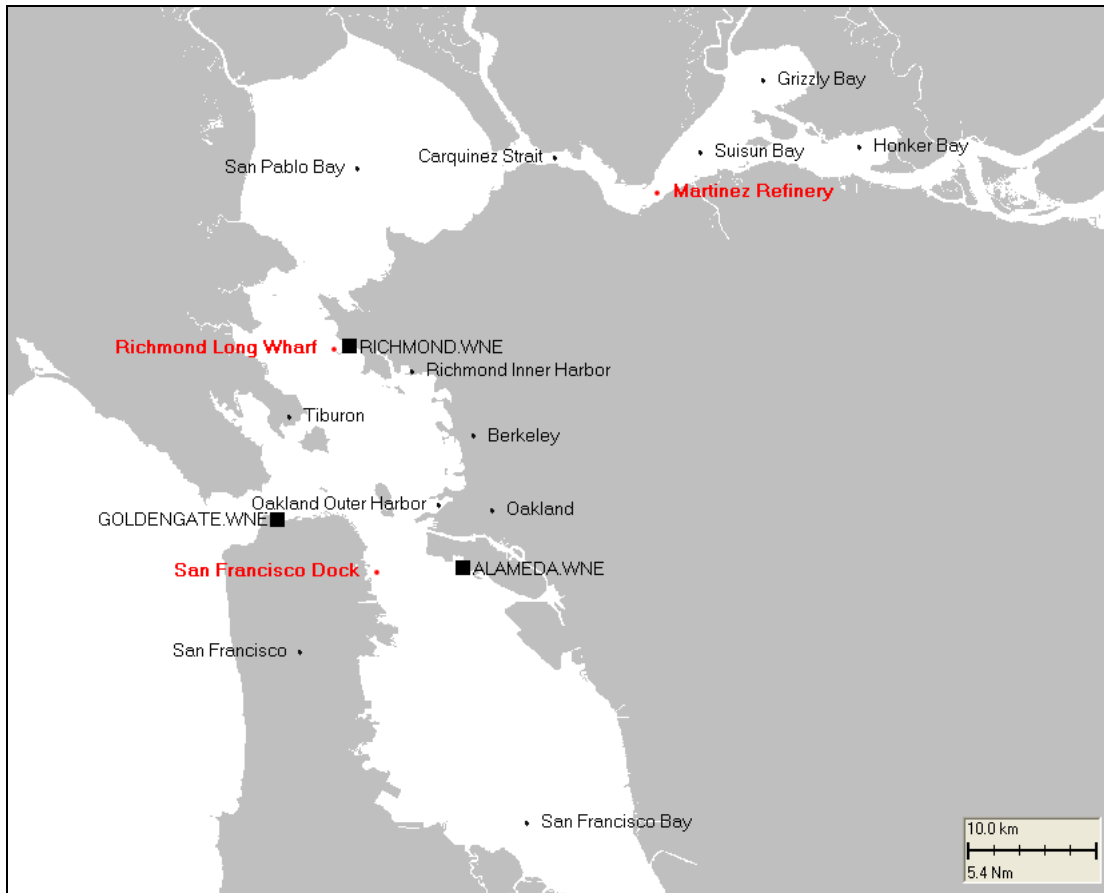 Grizzly Bay
Honker Bay
Suisun Bay
Carquinez Strait
San Pablo Bay
Martinez Refinery
Richmond Long Wharf
RICHMOND.WNE
Richmond Inner Harbor
Tiburon
Berkeley
Oakland Outer Harbor
Oakland
GOLDENGATE.WNE
San Francisco Dock
ALAMEDA.WNE
San Francisco
San Francisco Bay
10.0 km
5.4 Nm